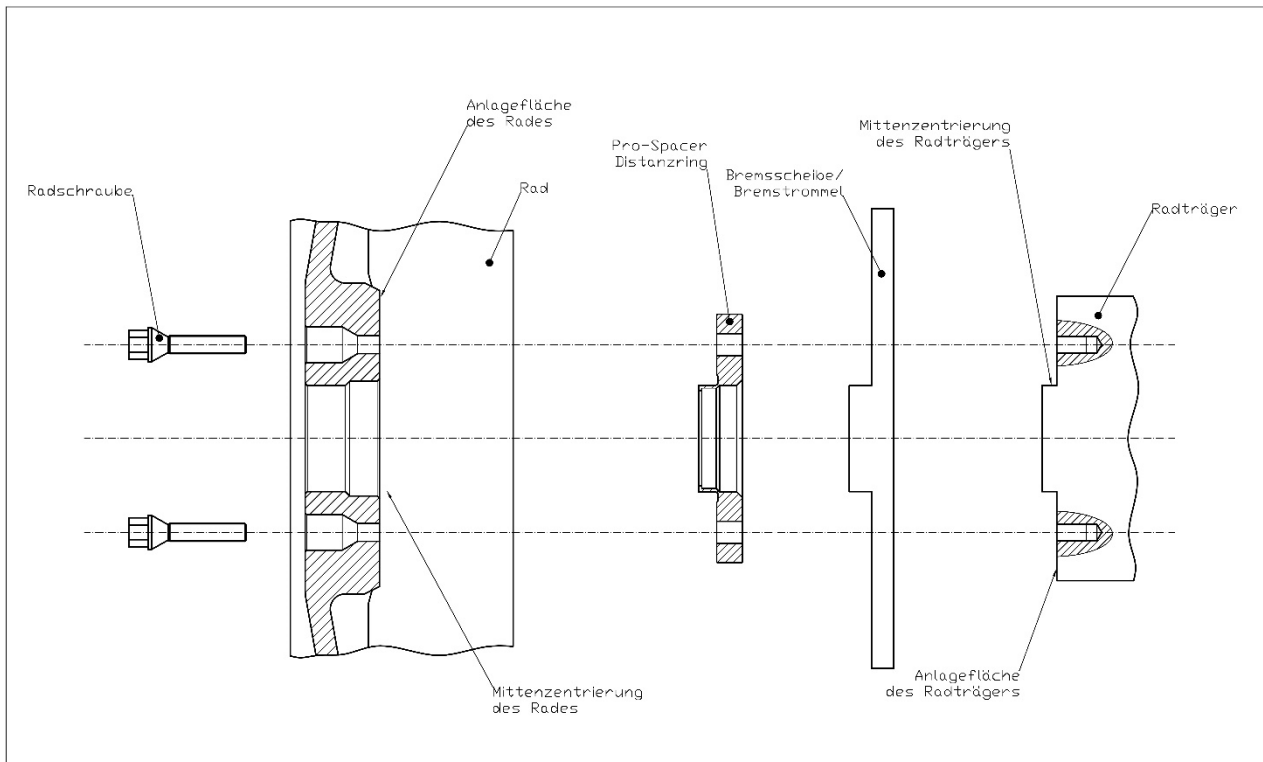 Anlagefläche
des Rades
Mittenzentrierung
des Radträgers
Pro-Spacer
Distanzring
Bremsscheibe/
Bremstrommel
Radschraube
Rad
Radträger
Anlagefläche
des Radträgers
Mittenzentrierung
des Rades